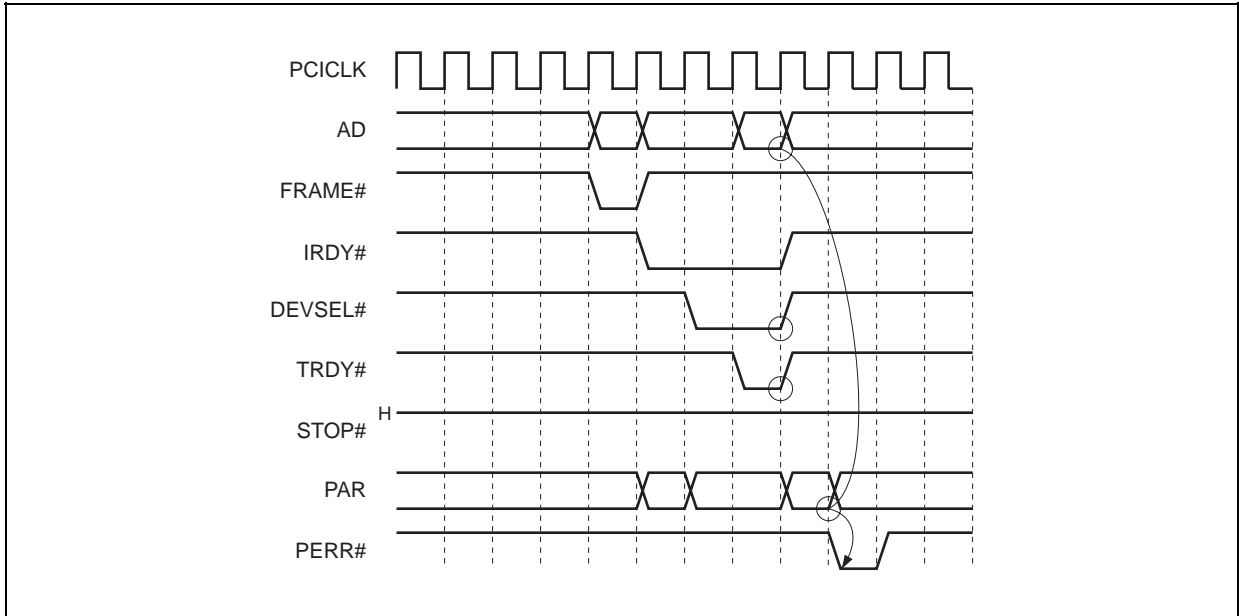 PCICLK
AD
FRAME#
IRDY#
DEVSEL#
TRDY#
H
STOP#
PAR
PERR#